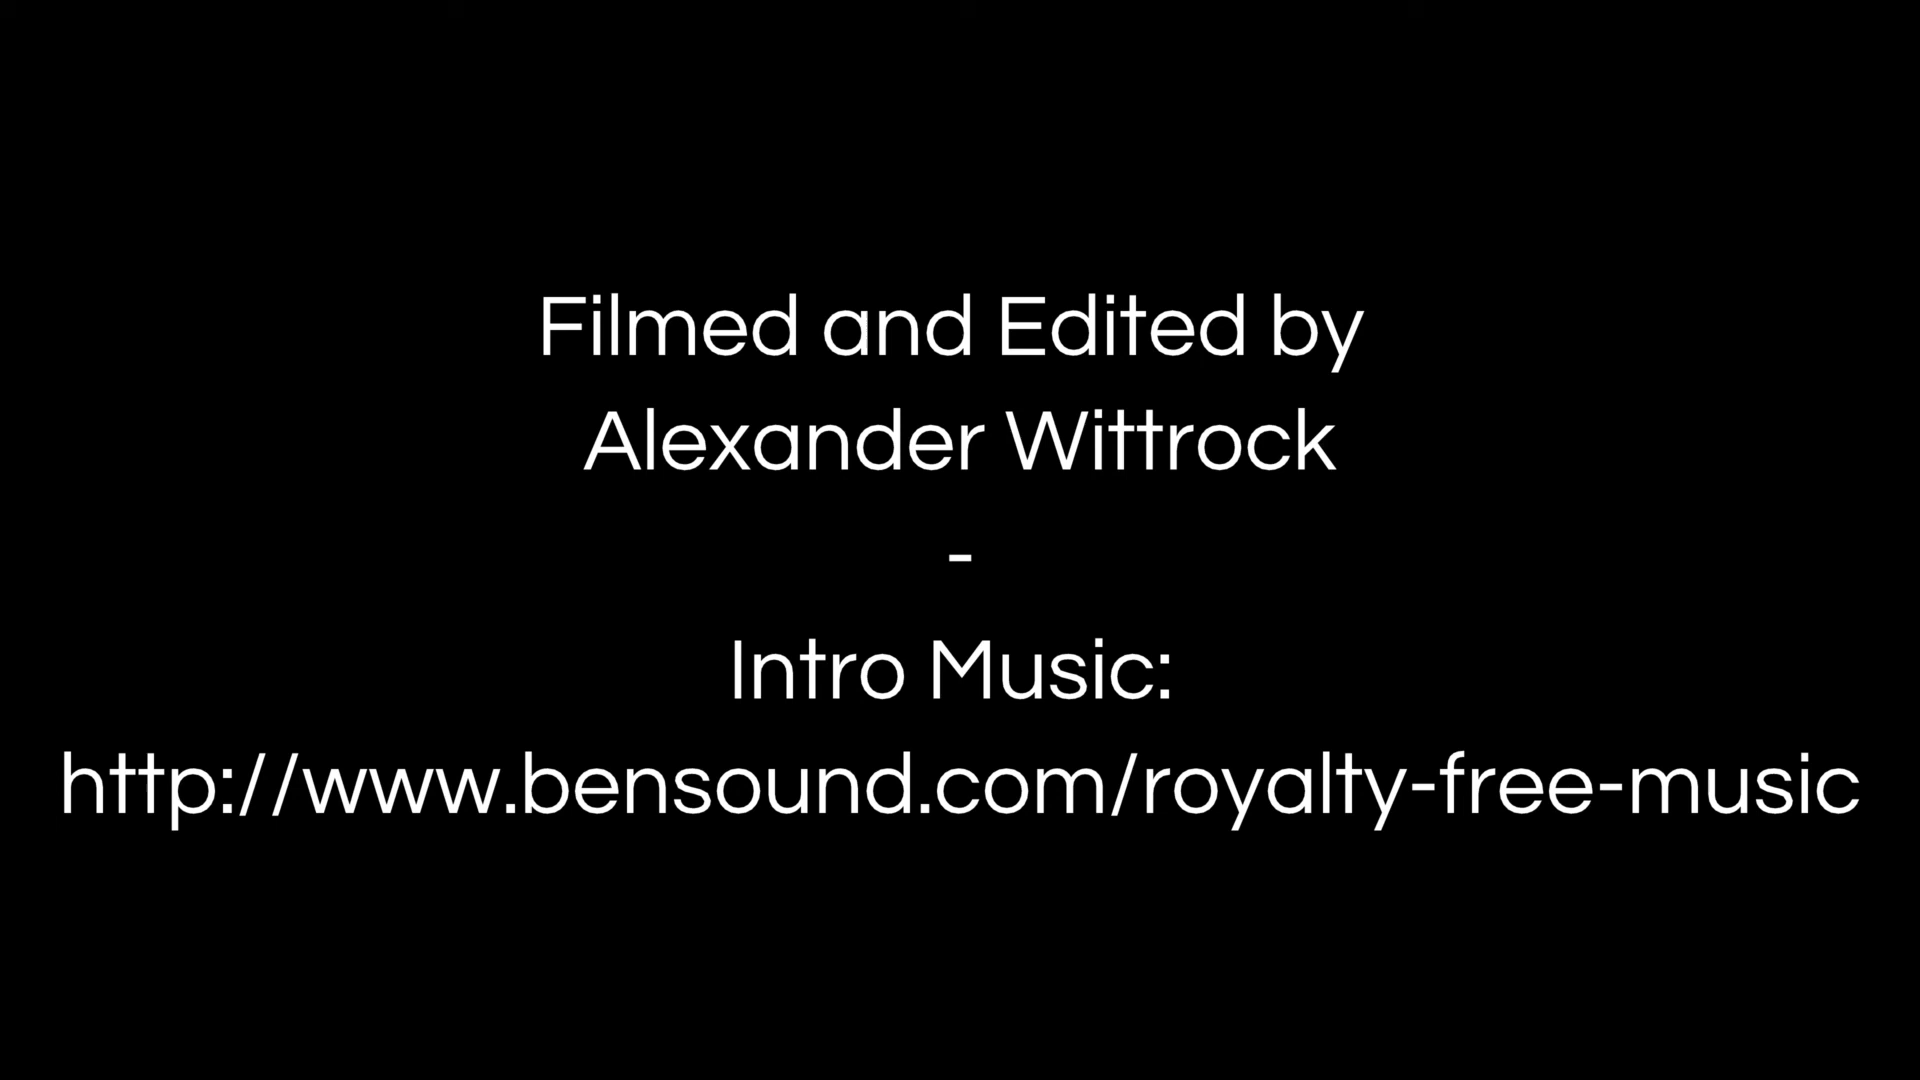 Filmed and Edited by
Alexander Wittrock
-
Intro Music:
http://www.bensound.com/royalty-free-music